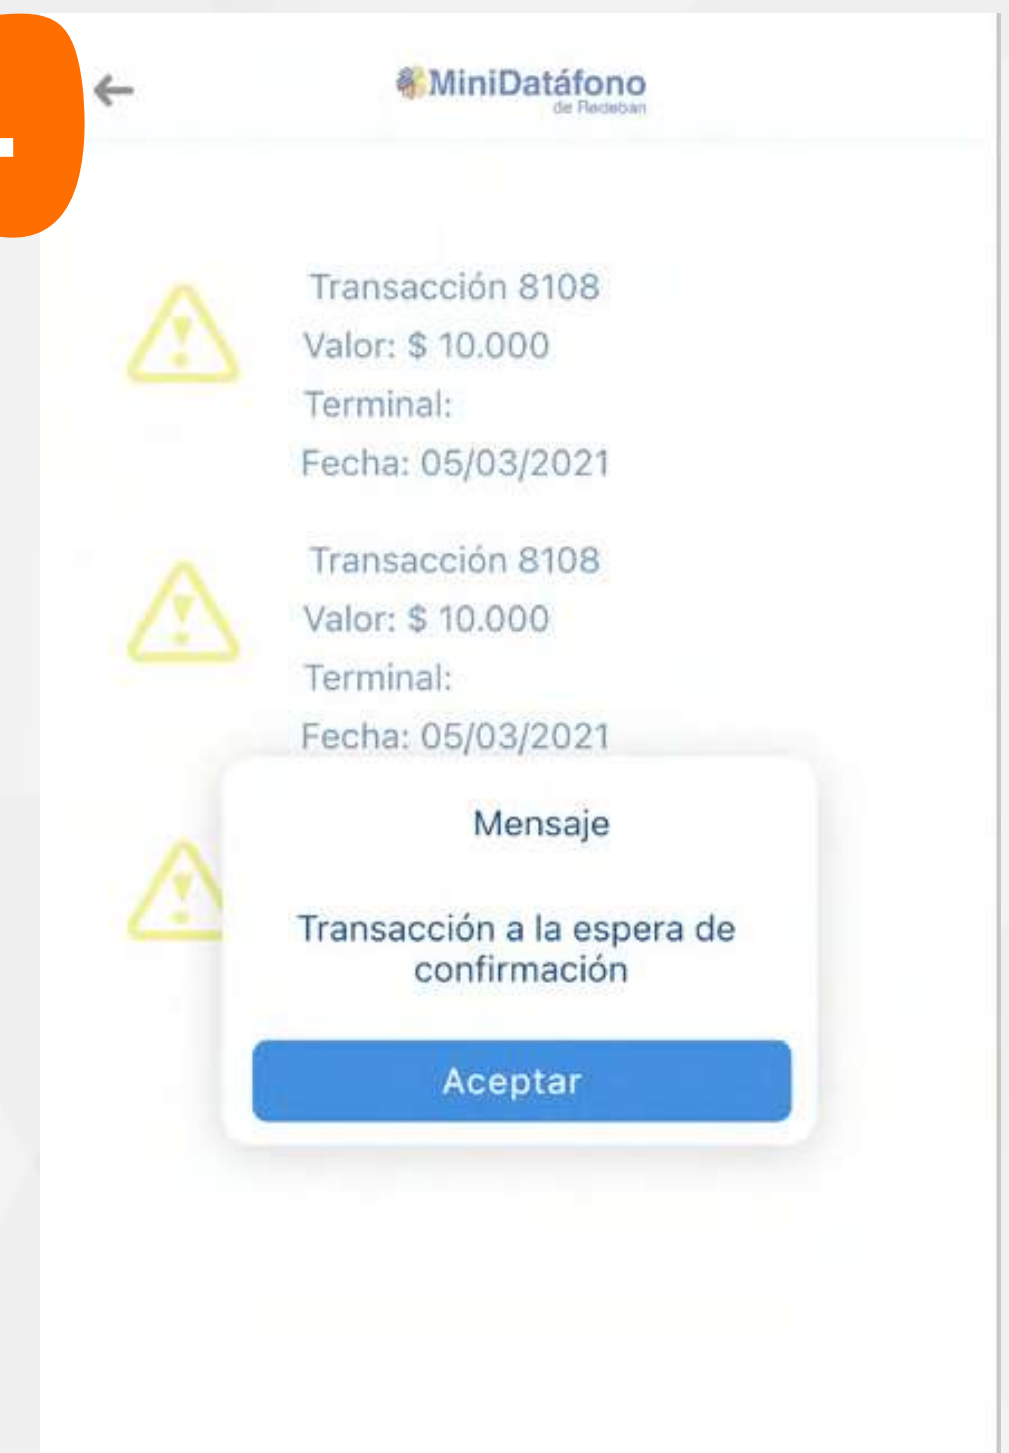 MiniDatáfono
de Redeban
Transacción 8108
Valor: $ 10.000
Terminal:
Fecha: 05/03/2021
Transacción 8108
Valor: $ 10.000
Terminal:
Fecha: 05/03/2021
Mensaje
Transacción a la espera de
confirmación
Aceptar